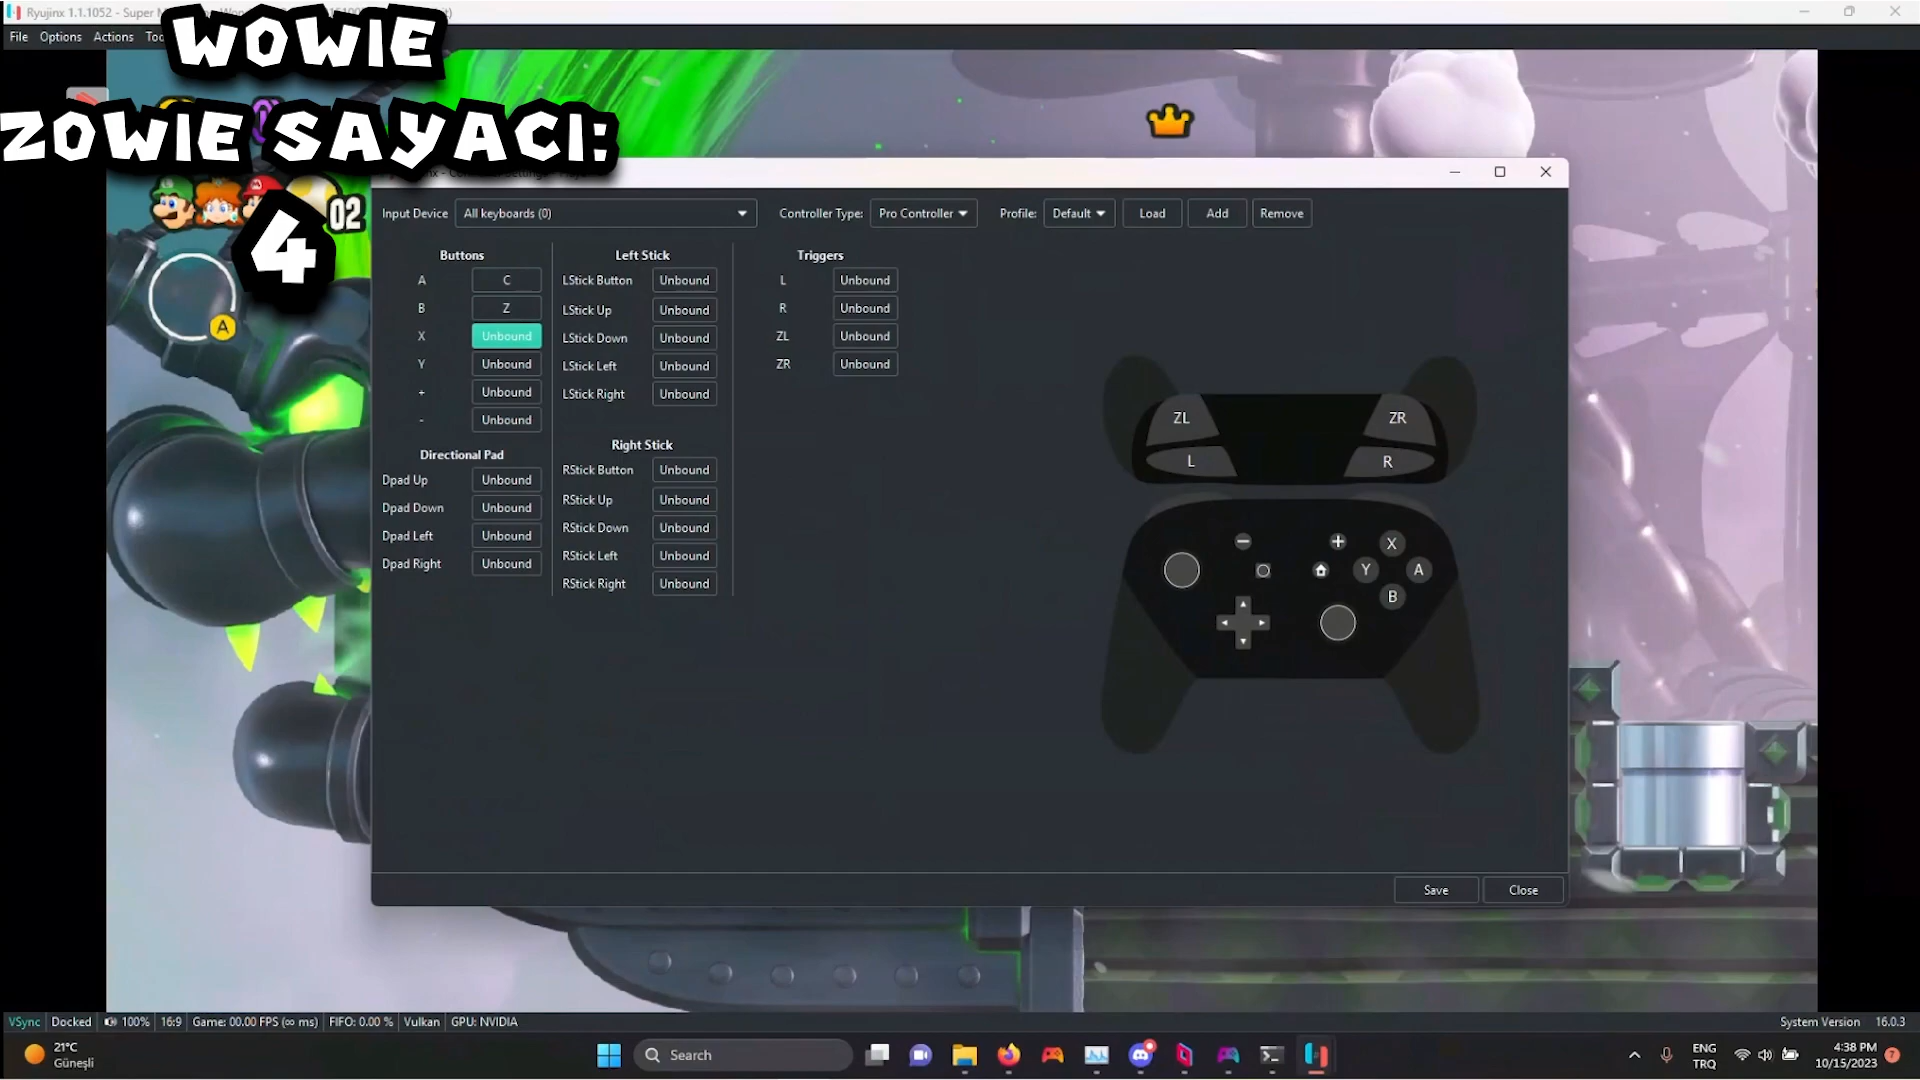 Ryujinx 1.1.1052 - Super M
File Options Actions
WOWIE
ZOWIE SAYACI:
4
02
A
Input Device All keyboards (0) Controller Type: Pro Controller Profile: Default Load Add Remove
Buttons
A C
B Z
X Unbound
Y Unbound
+ Unbound
- Unbound
Directional Pad
Dpad Up Unbound
Dpad Down Unbound
Dpad Left Unbound
Dpad Right Unbound
Left Stick
LStick Button Unbound
LStick Up Unbound
LStick Down Unbound
LStick Left Unbound
LStick Right Unbound
Right Stick
RStick Button Unbound
RStick Up Unbound
RStick Down Unbound
RStick Left Unbound
RStick Right Unbound
Triggers
L Unbound
R Unbound
ZL Unbound
ZR Unbound
ZL ZR
L R
X
Y A
B
Save Close
VSync Docked 100% 16:9 Game: 00.00 FPS (∞ ms) FIFO: 0.00 % Vulkan GPU: NVIDIA System Version 16.0.3
21°C
Güneşli
Search
ENG
TRQ
4:38 PM
10/15/2023
7